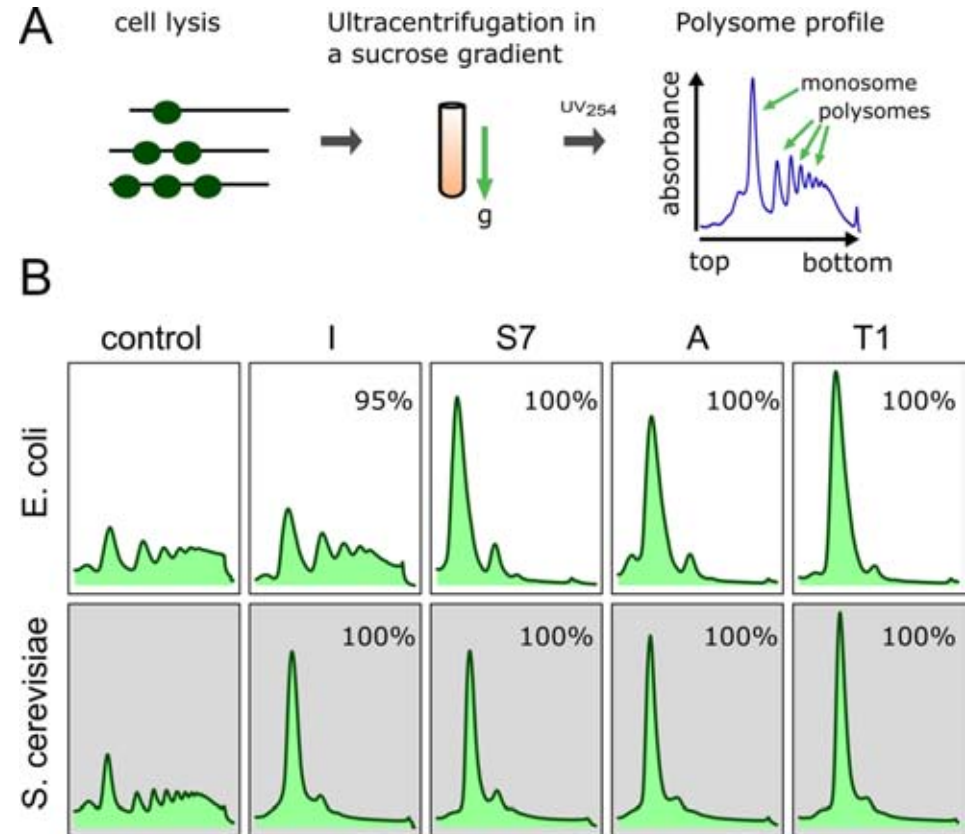 A
cell lysis
Ultracentrifugation in
a sucrose gradient
Polysome profile
g
UV254
absorbance
monosome
polysomes
top
bottom
B
control
I
S7
A
T1
E. coli
95%
100%
100%
100%
S. cerevisiae
100%
100%
100%
100%